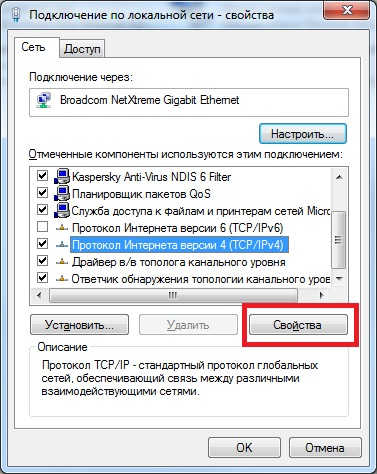 Подключение по локальной сети - свойства
Сеть
Доступ
Подключение через:
Broadcom NetXtreme Gigabit Ethernet
Настроить...
Отмеченные компоненты используются этим подключением:
Kaspersky Anti-Virus NDIS 6 Filter
Планировщик пакетов QoS
Служба доступа к файлам и принтерам сетей Micro
Протокол Интернета версии 6 (TCP/IPv6)
Протокол Интернета версии 4 (TCP/IPv4)
Драйвер в/в тополога канального уровня
Ответчик обнаружения топологии канального уров
Установить...
Удалить
Свойства
Описание
Протокол TCP/IP - стандартный протокол глобальных
сетей, обеспечивающий связь между различными
взаимодействующими сетями.
OK
Отмена